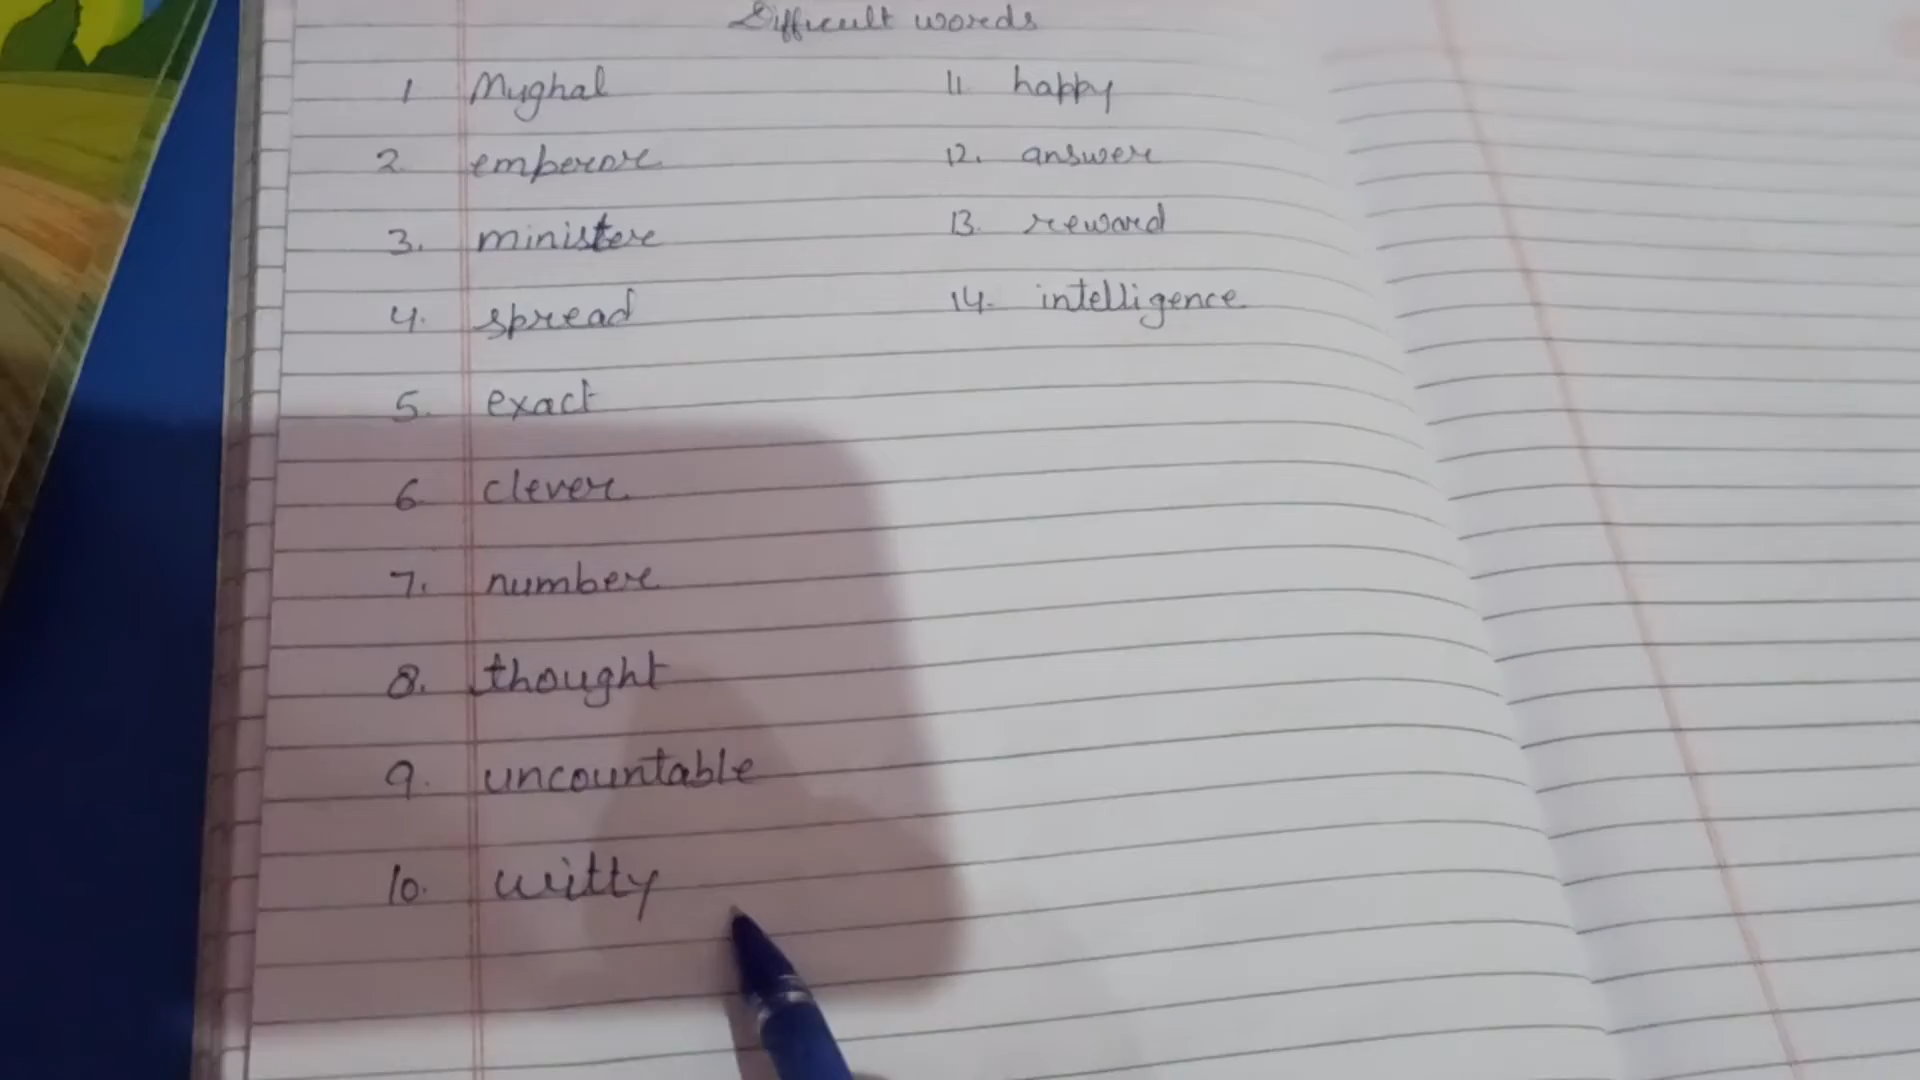 Difficult words
1 Mughal
2. emperor
3. minister
4. spread
5. exact
6. clever
7. number
8. thought
9. uncountable
10. witty
11. happy
12. answer
13. reward
14. intelligence